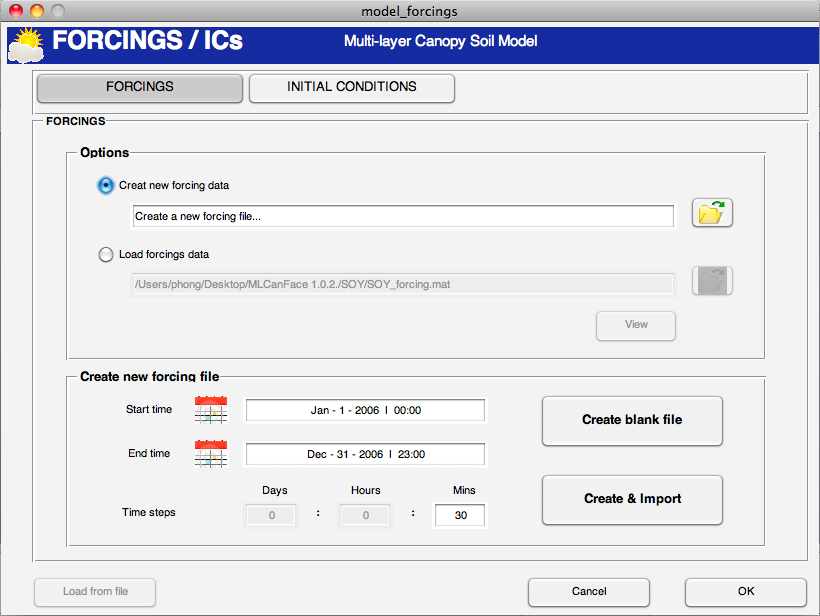 model_forcings
FORCINGS / ICs
Multi-layer Canopy Soil Model
FORCINGS
INITIAL CONDITIONS
FORCINGS
Options
Creat new forcing data
Create a new forcing file...
Load forcings data
/Users/phong/Desktop/MLCanFace 1.0.2./SOY/SOY_forcing.mat
View
Create new forcing file
Start time
Jan - 1 - 2006 | 00:00
Create blank file
End time
Dec - 31 - 2006 | 23:00
Days
Hours
Mins
Time steps
0
:
0
:
30
Create & Import
Load from file
Cancel
OK